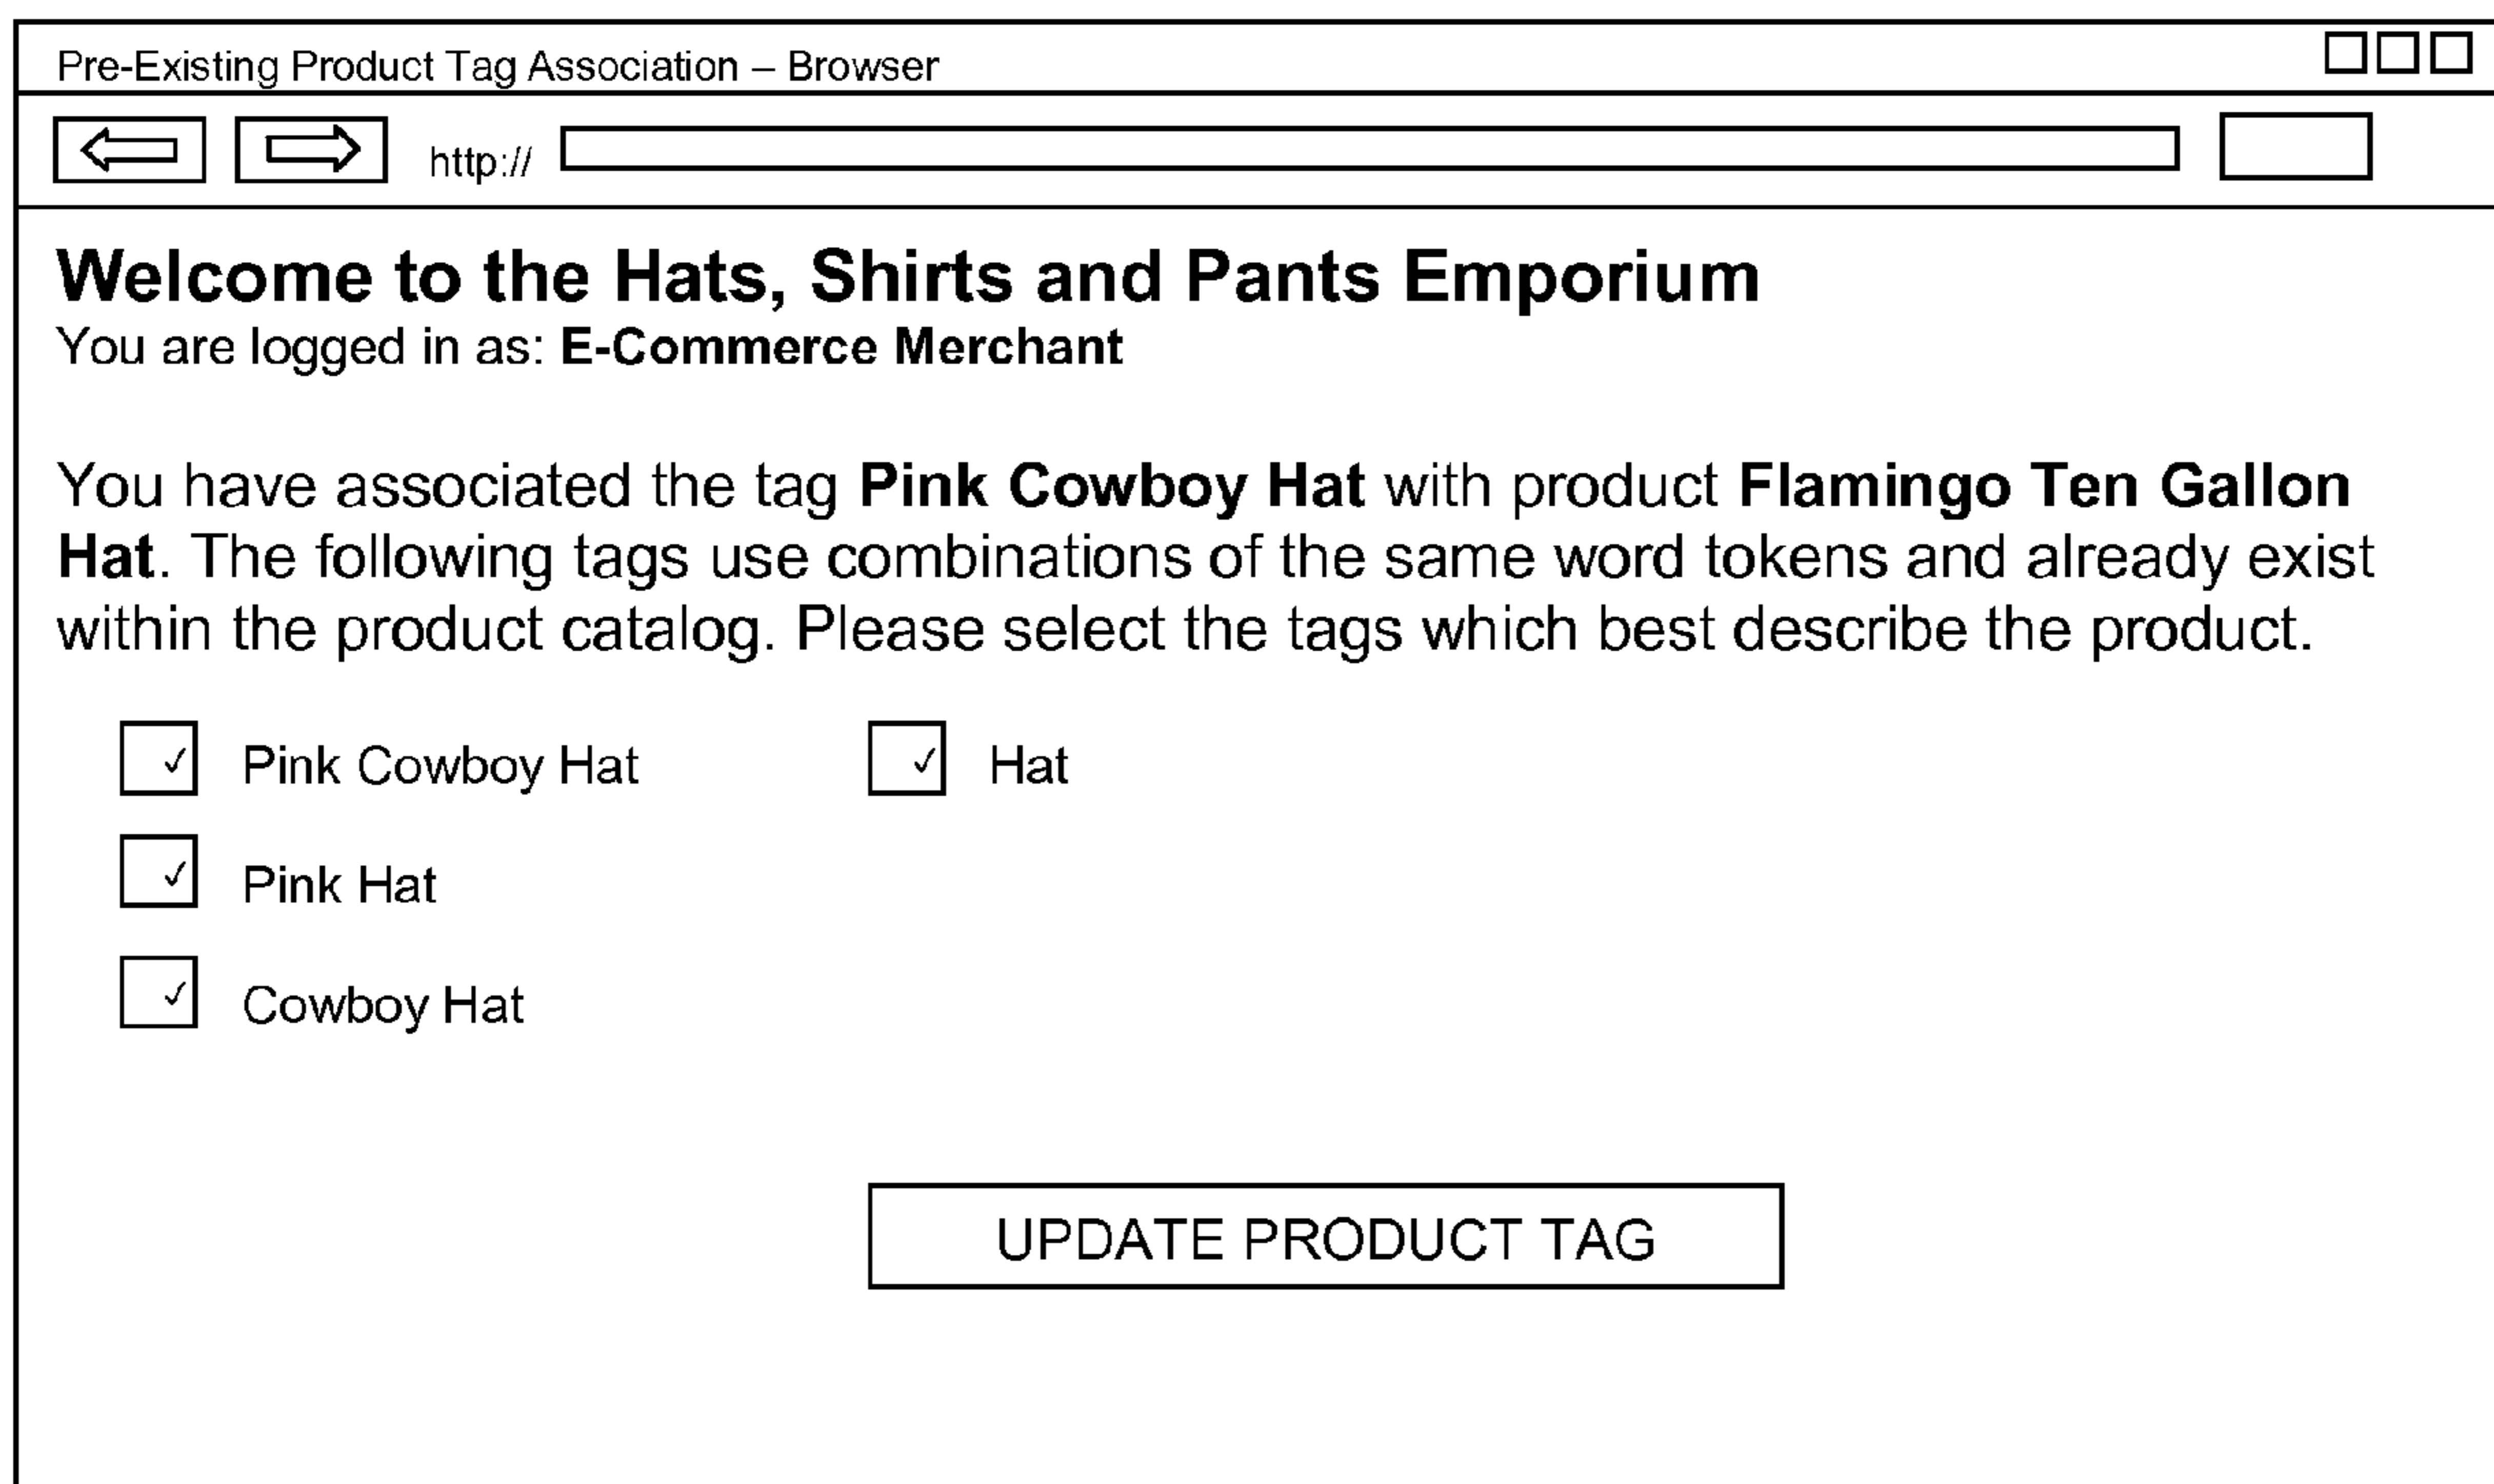 Pre-Existing Product Tag Association – Browser
http://
Welcome to the Hats, Shirts and Pants Emporium
You are logged in as: E-Commerce Merchant
You have associated the tag Pink Cowboy Hat with product Flamingo Ten Gallon
Hat. The following tags use combinations of the same word tokens and already exist
within the product catalog. Please select the tags which best describe the product.
Pink Cowboy Hat
Hat
Pink Hat
Cowboy Hat
UPDATE PRODUCT TAG